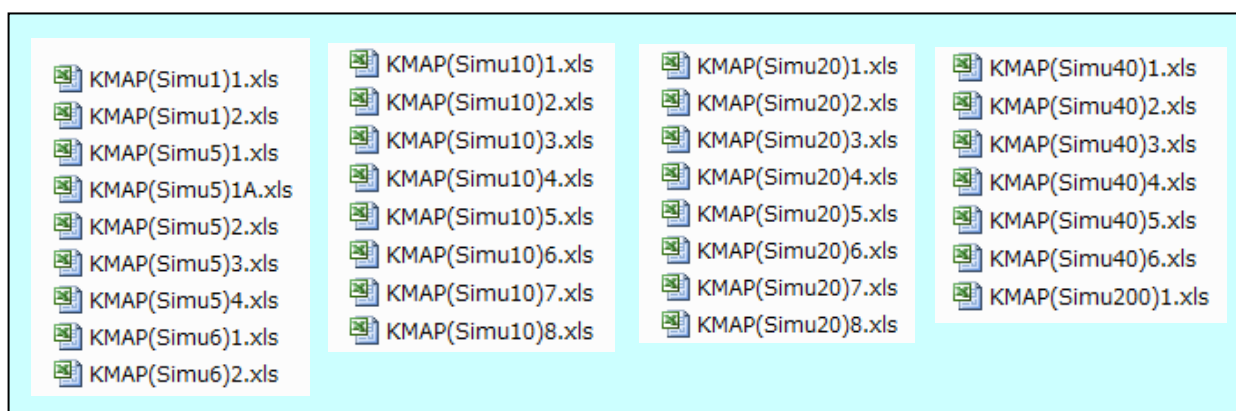 KMAP(Simu1)1.xls
KMAP(Simu1)2.xls
KMAP(Simu5)1.xls
KMAP(Simu5)1A.xls
KMAP(Simu5)2.xls
KMAP(Simu5)3.xls
KMAP(Simu5)4.xls
KMAP(Simu6)1.xls
KMAP(Simu6)2.xls
KMAP(Simu10)1.xls
KMAP(Simu10)2.xls
KMAP(Simu10)3.xls
KMAP(Simu10)4.xls
KMAP(Simu10)5.xls
KMAP(Simu10)6.xls
KMAP(Simu10)7.xls
KMAP(Simu10)8.xls
KMAP(Simu20)1.xls
KMAP(Simu20)2.xls
KMAP(Simu20)3.xls
KMAP(Simu20)4.xls
KMAP(Simu20)5.xls
KMAP(Simu20)6.xls
KMAP(Simu20)7.xls
KMAP(Simu20)8.xls
KMAP(Simu40)1.xls
KMAP(Simu40)2.xls
KMAP(Simu40)3.xls
KMAP(Simu40)4.xls
KMAP(Simu40)5.xls
KMAP(Simu40)6.xls
KMAP(Simu200)1.xls